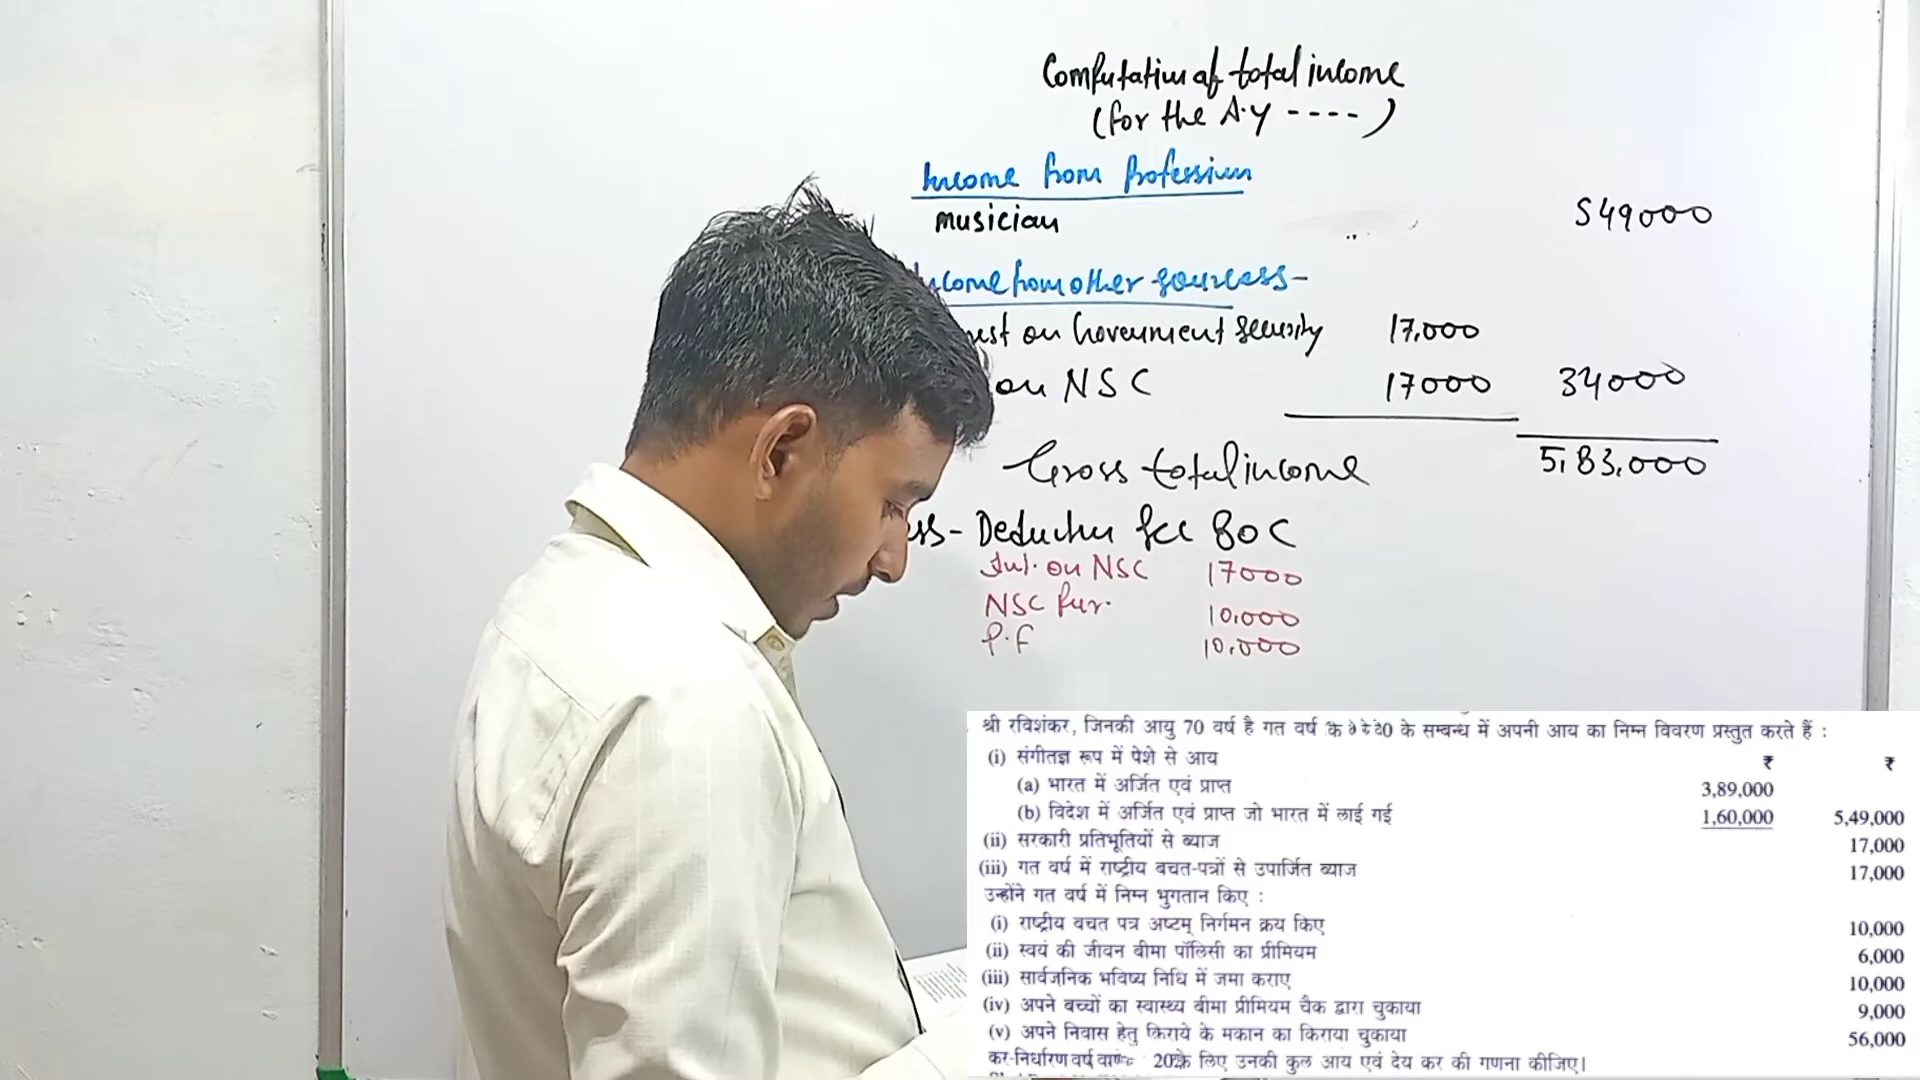 Computation of total income
(for the A.Y ----)
Income from Profession
musician 549000
Income from other sources-
on Government security 17,000
on NSC 17000 34000
Gross total income 5,83,000
Deduction sec 80C
Int. on NSC 17000
NSC Pur. 10,000
P.F 10,000
श्री रविशंकर, जिनकी आयु 70 वर्ष है गत वर्ष के सम्बन्ध में अपनी आय का निम्न विवरण प्रस्तुत करते हैं :
(i) संगीतज्ञ रूप में पेशे से आय ₹ ₹
(a) भारत में अर्जित एवं प्राप्त 3,89,000
(b) विदेश में अर्जित एवं प्राप्त जो भारत में लाई गई 1,60,000 5,49,000
(ii) सरकारी प्रतिभूतियों से ब्याज 17,000
(iii) गत वर्ष में राष्ट्रीय बचत-पत्रों से उपार्जित ब्याज 17,000
उन्होंने गत वर्ष में निम्न भुगतान किए :
(i) राष्ट्रीय बचत पत्र अष्टम् निर्गमन क्रय किए 10,000
(ii) स्वयं की जीवन बीमा पॉलिसी का प्रीमियम 6,000
(iii) सार्वजनिक भविष्य निधि में जमा कराए 10,000
(iv) अपने बच्चों का स्वास्थ्य बीमा प्रीमियम चैक द्वारा चुकाया 9,000
(v) अपने निवास हेतु किराये के मकान का किराया चुकाया 56,000
कर-निर्धारण वर्ष के लिए उनकी कुल आय एवं देय कर की गणना कीजिए।